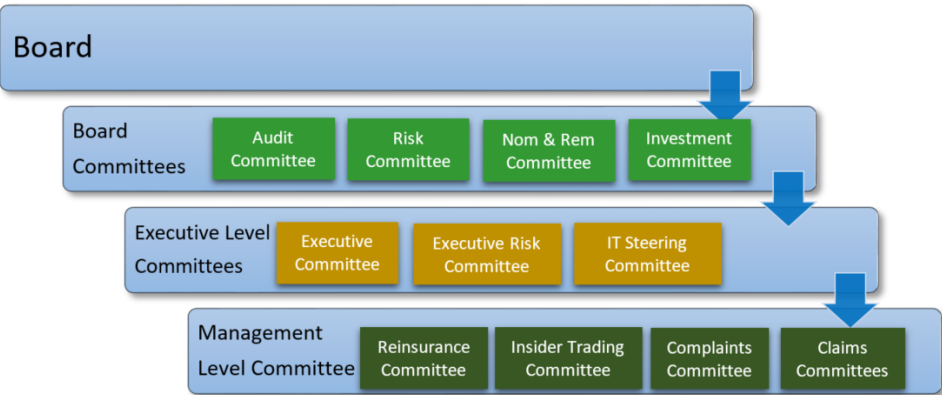 Board
Board
Committees
Audit
Committee
Risk
Committee
Nom & Rem
Committee
Investment
Committee
Executive Level
Committees
Executive
Committee
Executive Risk
Committee
IT Steering
Committee
Management
Level Committee
Reinsurance
Committee
Insider Trading
Committee
Complaints
Committee
Claims
Committees